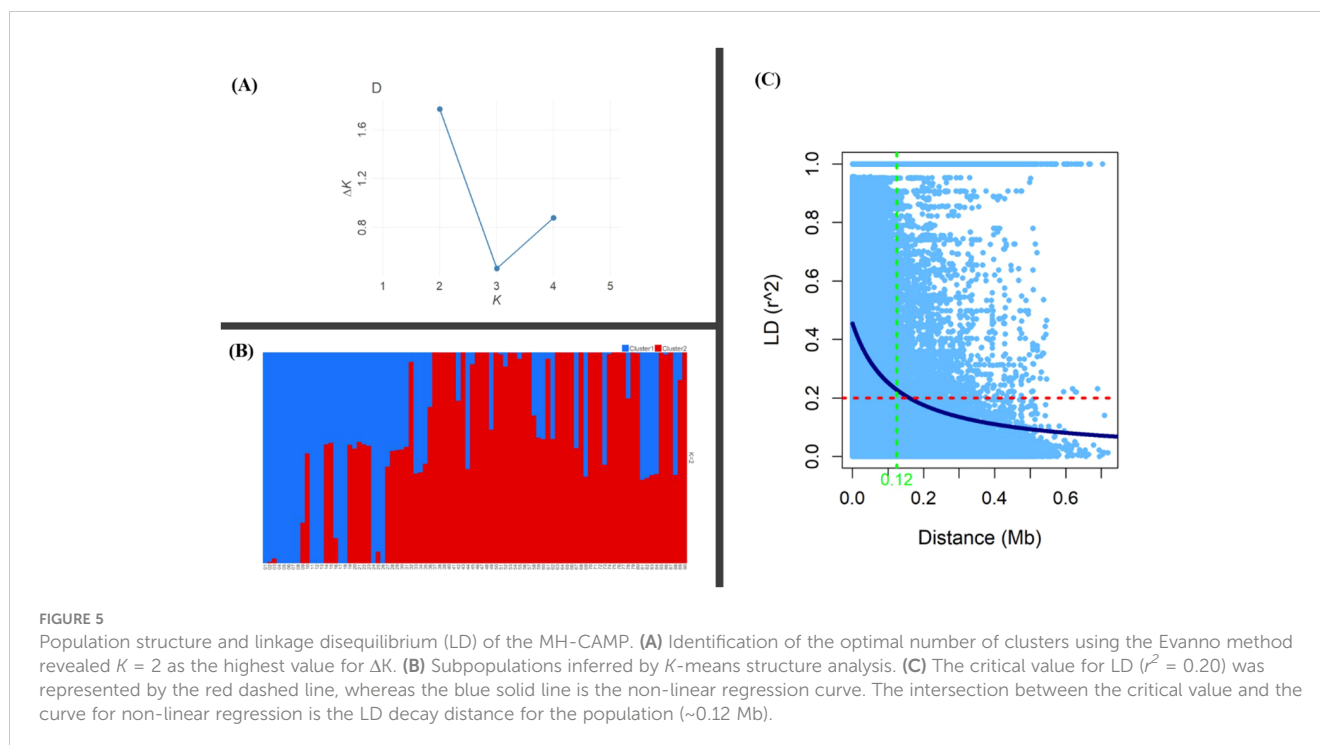 (A)
D
ΔK
1.6
1.2
0.8
1 2 3 4 5
K
(B)
Cluster1 Cluster2
K=2
(C)
LD (r^2)
1.0
0.8
0.6
0.4
0.2
0.0
0.12
0.0 0.2 0.4 0.6
Distance (Mb)
FIGURE 5
Population structure and linkage disequilibrium (LD) of the MH-CAMP. (A) Identification of the optimal number of clusters using the Evanno method
revealed K = 2 as the highest value for ΔK. (B) Subpopulations inferred by K-means structure analysis. (C) The critical value for LD (r² = 0.20) was
represented by the red dashed line, whereas the blue solid line is the non-linear regression curve. The intersection between the critical value and the
curve for non-linear regression is the LD decay distance for the population (~0.12 Mb).